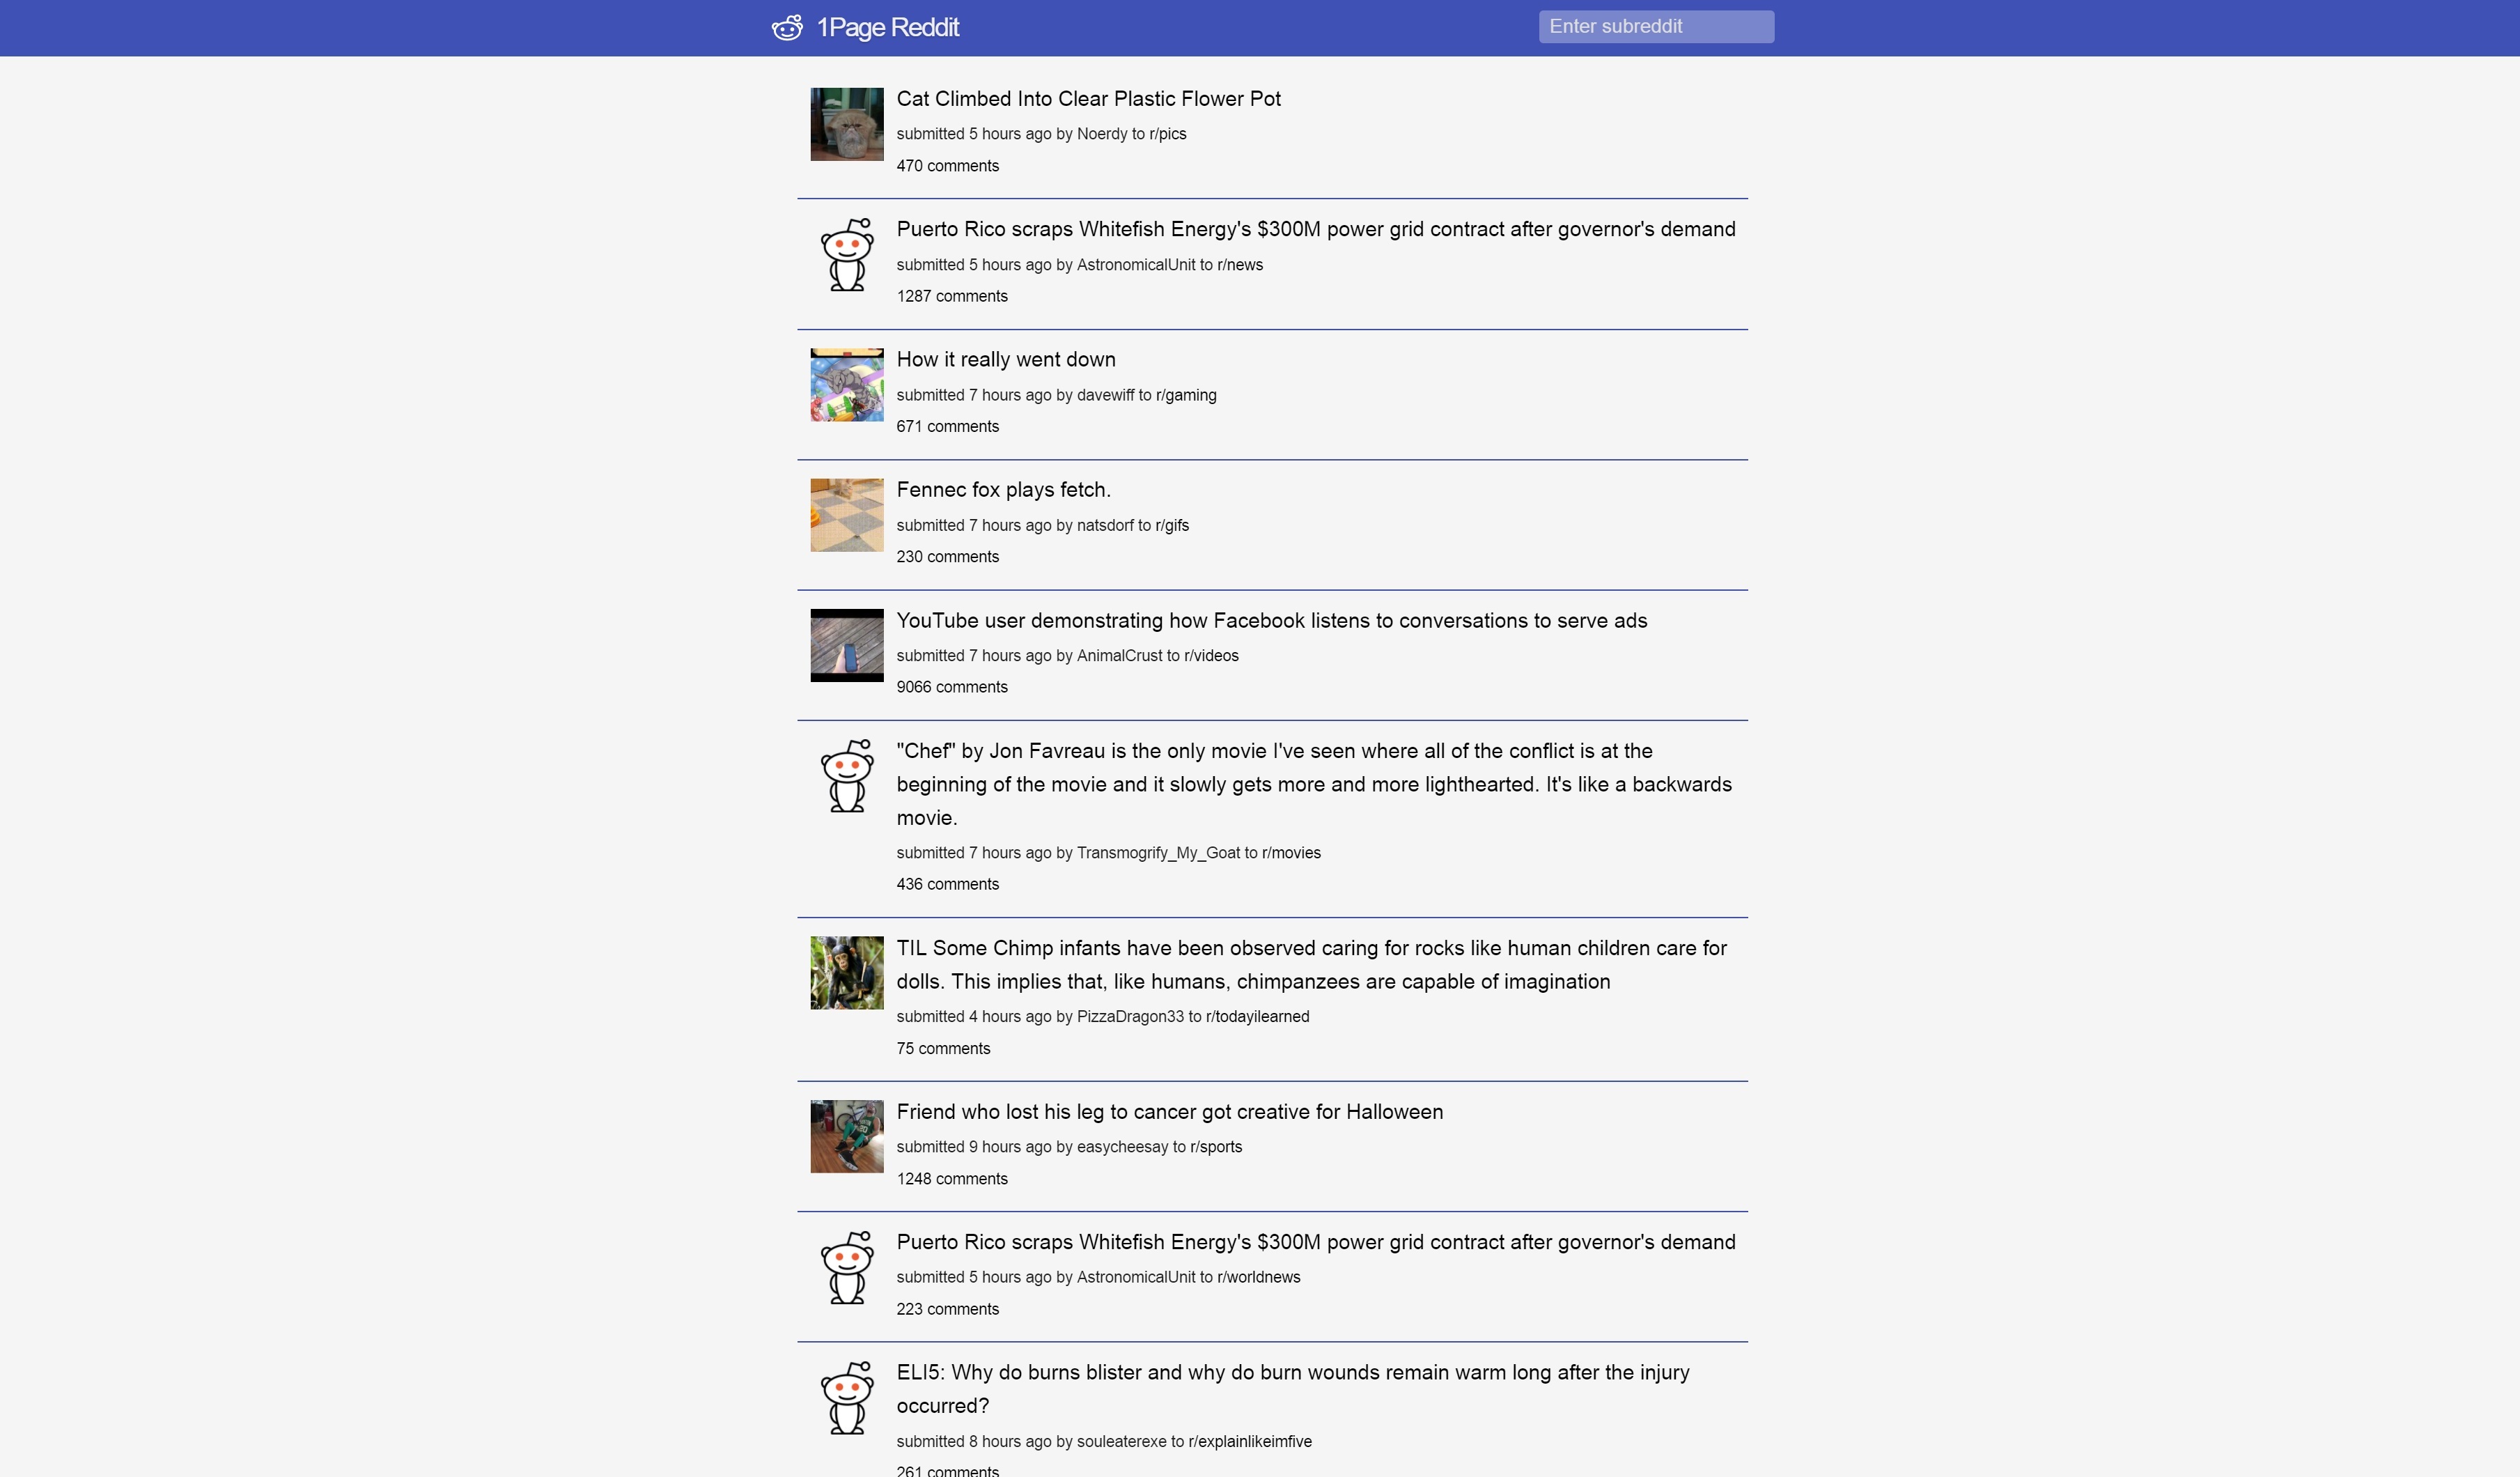 1Page Reddit
Enter subreddit
Cat Climbed Into Clear Plastic Flower Pot
submitted 5 hours ago by Noerdy to r/pics
470 comments
Puerto Rico scraps Whitefish Energy's $300M power grid contract after governor's demand
submitted 5 hours ago by AstronomicalUnit to r/news
1287 comments
How it really went down
submitted 7 hours ago by davewiff to r/gaming
671 comments
Fennec fox plays fetch.
submitted 7 hours ago by natsdorf to r/gifs
230 comments
YouTube user demonstrating how Facebook listens to conversations to serve ads
submitted 7 hours ago by AnimalCrust to r/videos
9066 comments
"Chef" by Jon Favreau is the only movie I've seen where all of the conflict is at the
beginning of the movie and it slowly gets more and more lighthearted. It's like a backwards
movie.
submitted 7 hours ago by Transmogrify_My_Goat to r/movies
436 comments
TIL Some Chimp infants have been observed caring for rocks like human children care for
dolls. This implies that, like humans, chimpanzees are capable of imagination
submitted 4 hours ago by PizzaDragon33 to r/todayilearned
75 comments
Friend who lost his leg to cancer got creative for Halloween
submitted 9 hours ago by easycheesay to r/sports
1248 comments
Puerto Rico scraps Whitefish Energy's $300M power grid contract after governor's demand
submitted 5 hours ago by AstronomicalUnit to r/worldnews
223 comments
ELI5: Why do burns blister and why do burn wounds remain warm long after the injury
occurred?
submitted 8 hours ago by souleaterexe to r/explainlikeimfive
261 comments